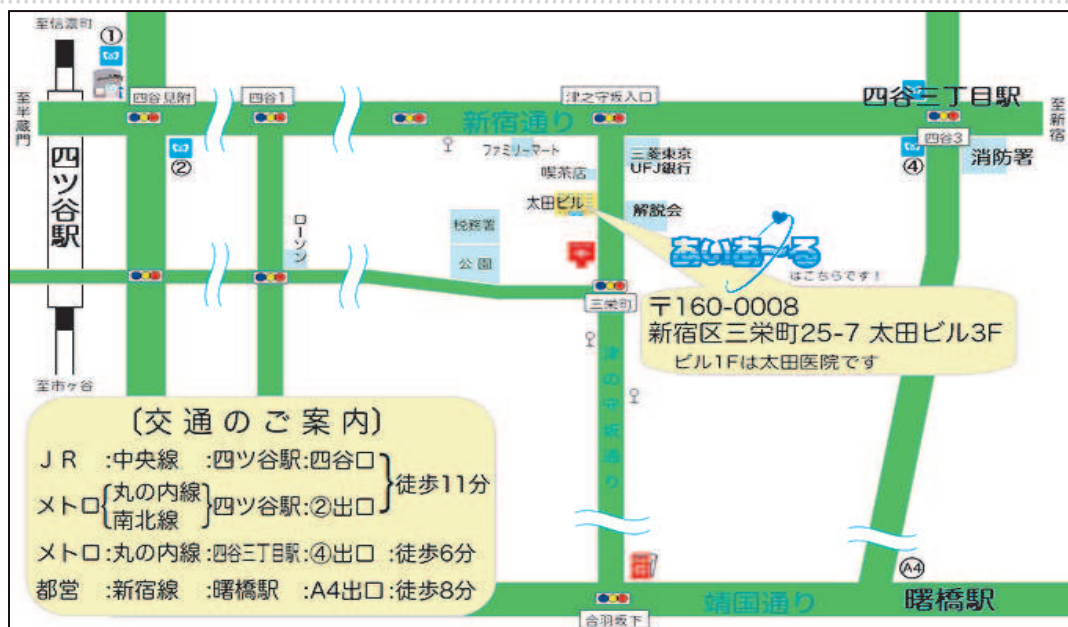 至信濃町
①
至半蔵門
四谷見附
四谷1
津之守坂入口
四谷三丁目駅
至新宿
新宿通り
四谷3
②
ファミリーマート
三菱東京
UFJ銀行
④
消防署
四ツ谷駅
喫茶店
太田ビル
解説会
ローソン
税務署
公園
あいあ〜る
はこちらです!
三栄町
〒160-0008
新宿区三栄町25-7 太田ビル3F
ビル1Fは太田医院です
至市ヶ谷
津の守坂通り
〔交通のご案内〕
JR :中央線 :四ツ谷駅:四谷口
徒歩11分
メトロ{丸の内線 南北線}四ツ谷駅:②出口
メトロ:丸の内線:四谷三丁目駅:④出口 :徒歩6分
都営 :新宿線 :曙橋駅 :A4出口:徒歩8分
A4
靖国通り
曙橋駅
合羽坂下